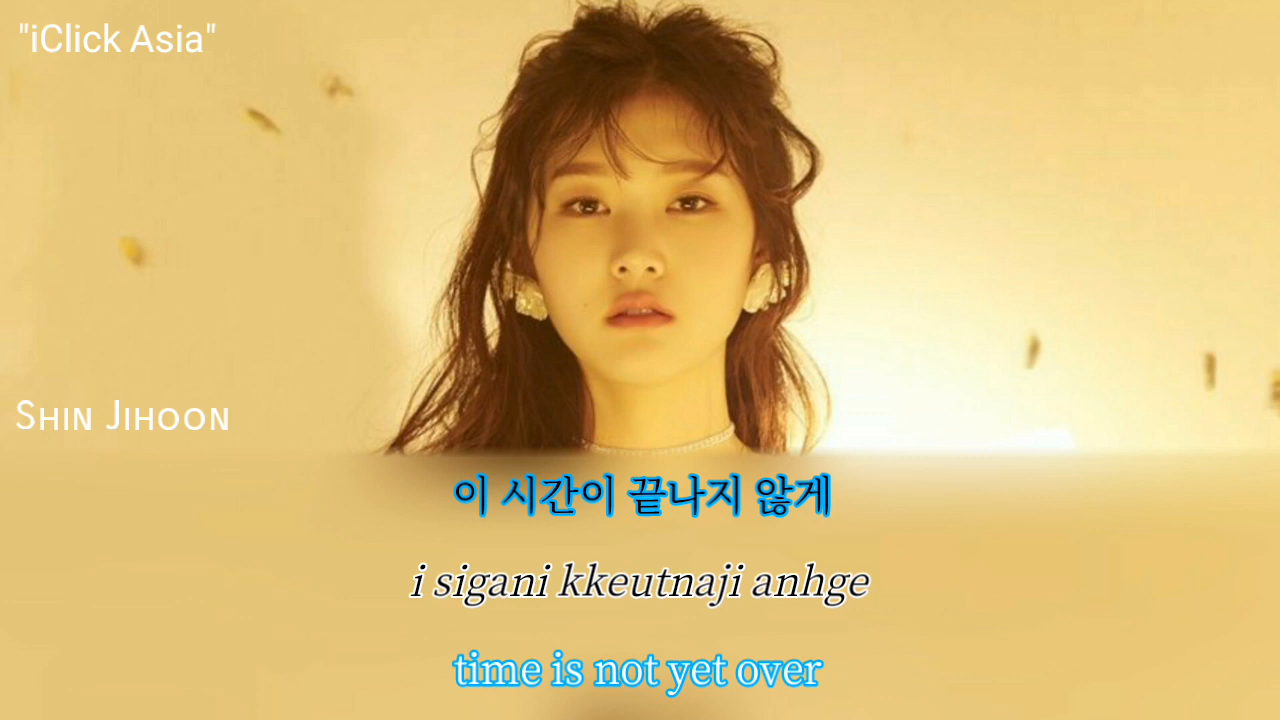 "iClick Asia"
Shin Jihoon
이 시간이 끝나지 않게
i sigani kkeutnaji anhge
time is not yet over